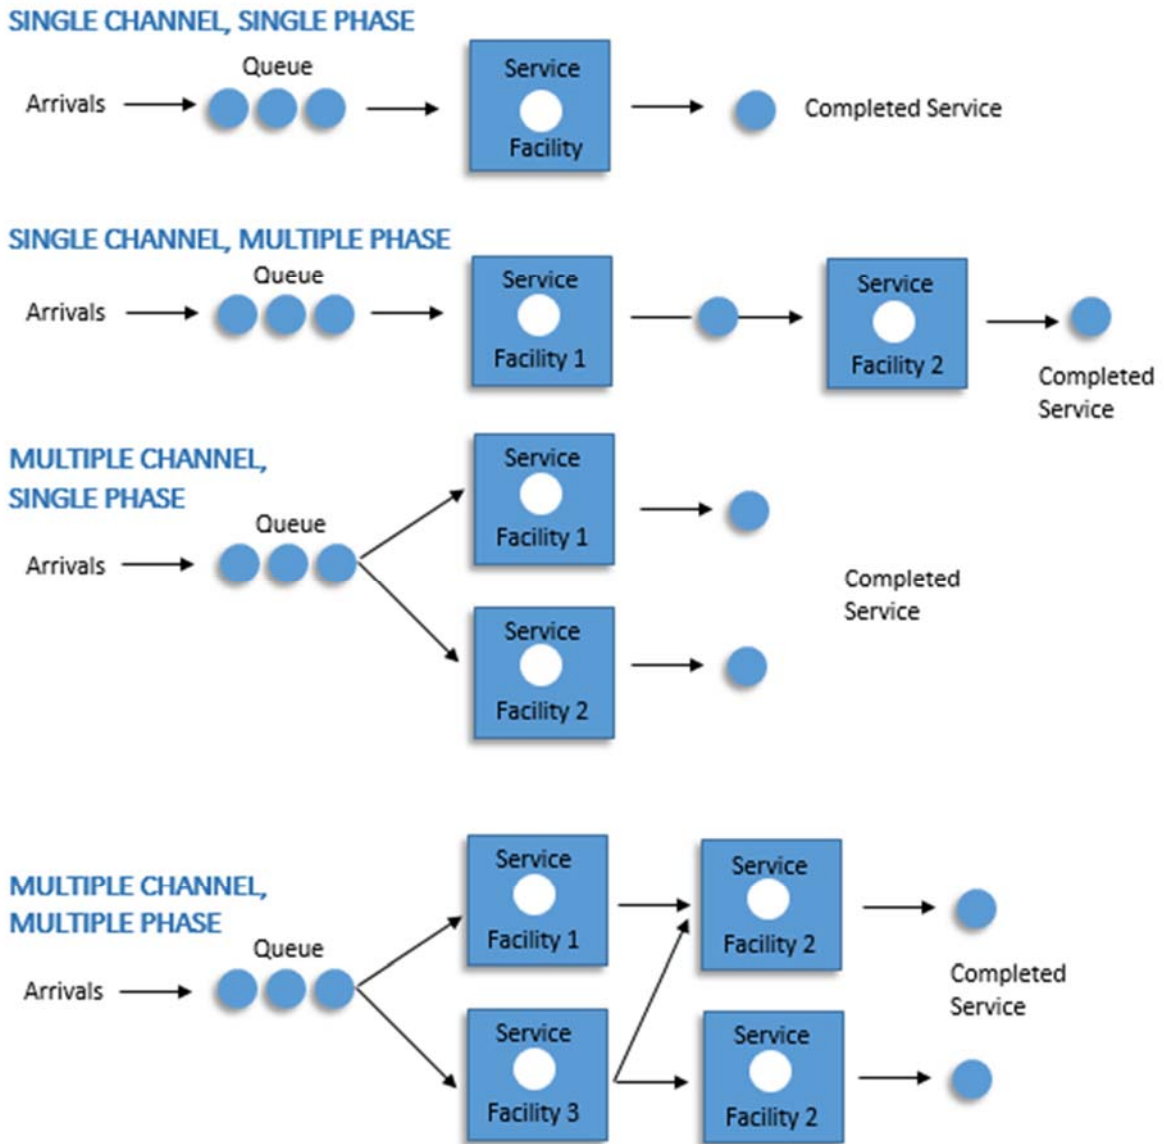 SINGLE CHANNEL, SINGLE PHASE
Queue
Arrivals
Service
Facility
Completed Service
SINGLE CHANNEL, MULTIPLE PHASE
Queue
Arrivals
Service
Facility 1
Service
Facility 2
Completed
Service
MULTIPLE CHANNEL,
SINGLE PHASE
Queue
Arrivals
Service
Facility 1
Service
Facility 2
Completed
Service
MULTIPLE CHANNEL,
MULTIPLE PHASE
Queue
Arrivals
Service
Facility 1
Service
Facility 2
Service
Facility 3
Service
Facility 2
Completed
Service